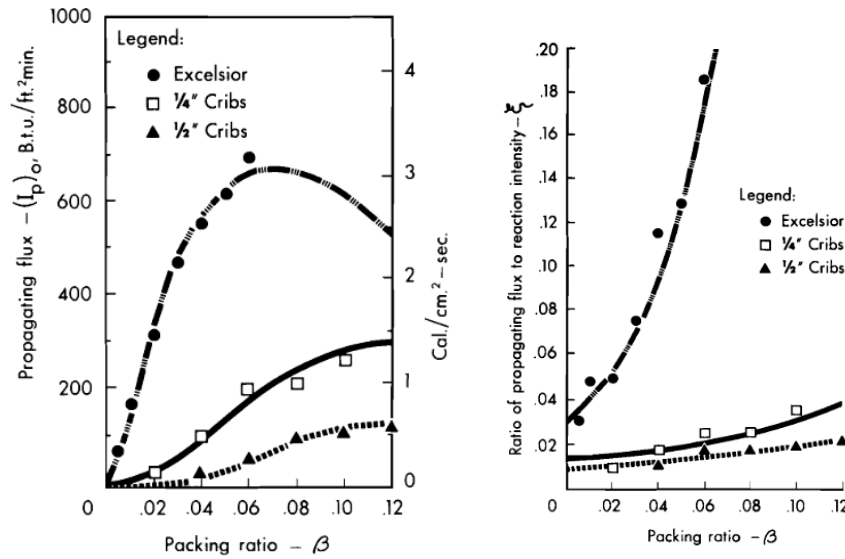 1000
800
600
400
200
0
Propagating flux – (Ip)o, B.t.u./ft.²min.
Legend:
Excelsior
¼" Cribs
½" Cribs
4
3
2
1
0
Cal./cm.²– sec.
.02 .04 .06 .08 .10 .12
Packing ratio – β
.20
.18
.16
.14
.12
.10
.08
.06
.04
.02
0
Ratio of propagating flux to reaction intensity–ξ
Legend:
Excelsior
¼" Cribs
½" Cribs
.02 .04 .06 .08 .10 .12
Packing ratio – β